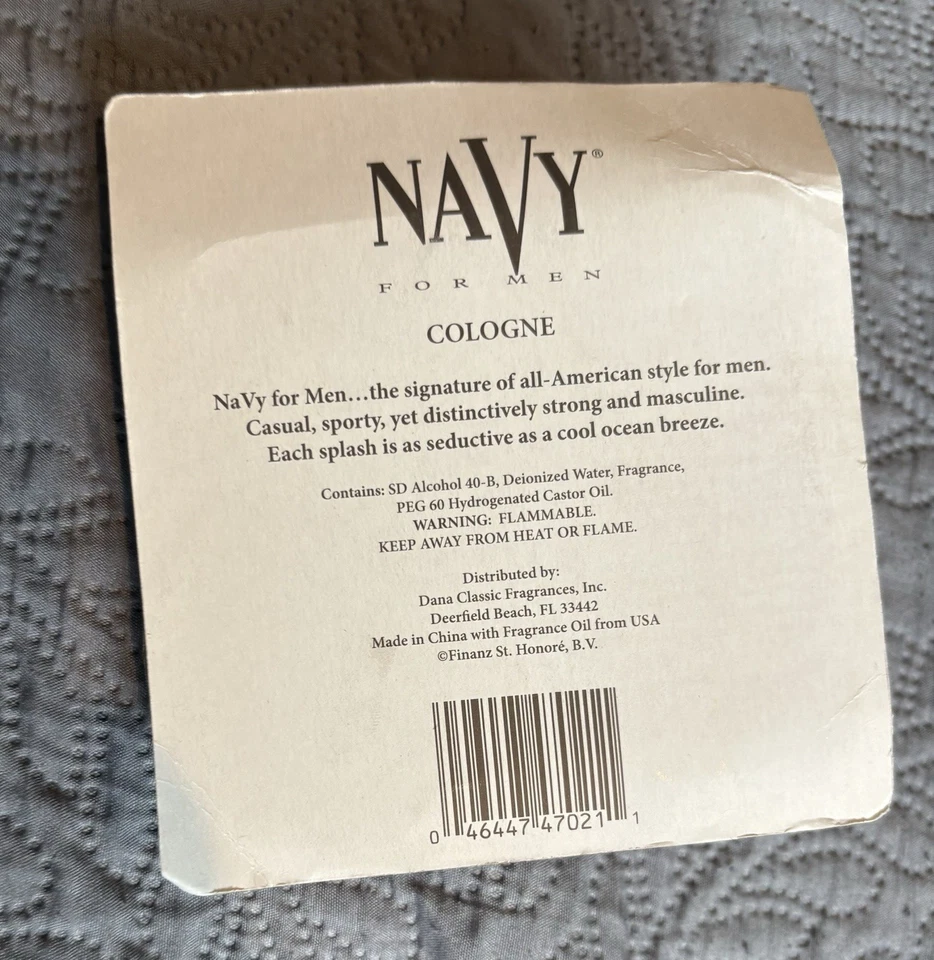 NAVY®
FOR MEN
COLOGNE
NaVy for Men...the signature of all-American style for men.
Casual, sporty, yet distinctively strong and masculine.
Each splash is as seductive as a cool ocean breeze.
Contains: SD Alcohol 40-B, Deionized Water, Fragrance,
PEG 60 Hydrogenated Castor Oil.
WARNING: FLAMMABLE.
KEEP AWAY FROM HEAT OR FLAME.
Distributed by:
Dana Classic Fragrances, Inc.
Deerfield Beach, FL 33442
Made in China with Fragrance Oil from USA
©Finanz St. Honoré, B.V.
0 46447 47021 1